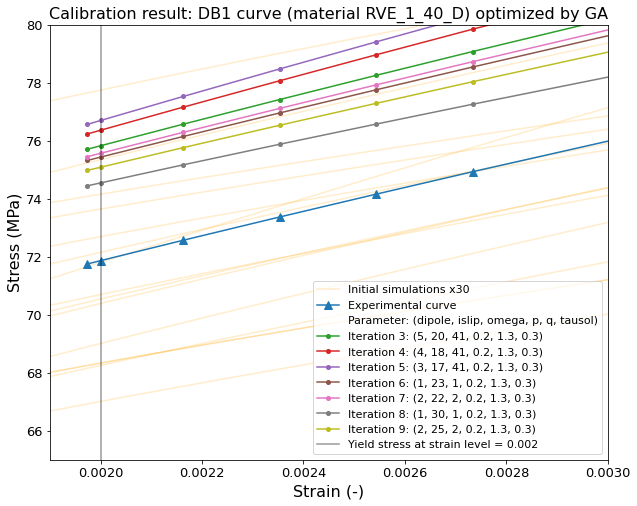 Calibration result: DB1 curve (material RVE_1_40_D) optimized by GA
80
78
76
74
72
70
68
66
Stress (MPa)
Initial simulations x30
Experimental curve
Parameter: (dipole, islip, omega, p, q, tausol)
Iteration 3: (5, 20, 41, 0.2, 1.3, 0.3)
Iteration 4: (4, 18, 41, 0.2, 1.3, 0.3)
Iteration 5: (3, 17, 41, 0.2, 1.3, 0.3)
Iteration 6: (1, 23, 1, 0.2, 1.3, 0.3)
Iteration 7: (2, 22, 2, 0.2, 1.3, 0.3)
Iteration 8: (1, 30, 1, 0.2, 1.3, 0.3)
Iteration 9: (2, 25, 2, 0.2, 1.3, 0.3)
Yield stress at strain level = 0.002
0.0020 0.0022 0.0024 0.0026 0.0028 0.0030
Strain (-)